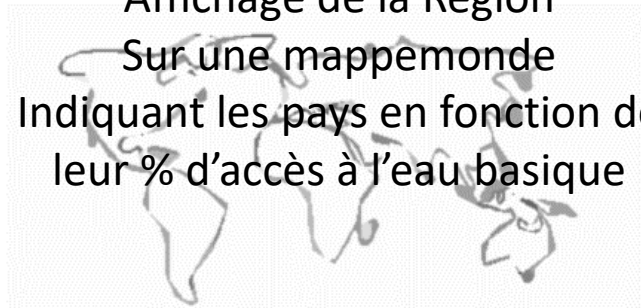 Affichage de la Région
Sur une mappemonde
Indiquant les pays en fonction de
leur % d'accès à l'eau basique